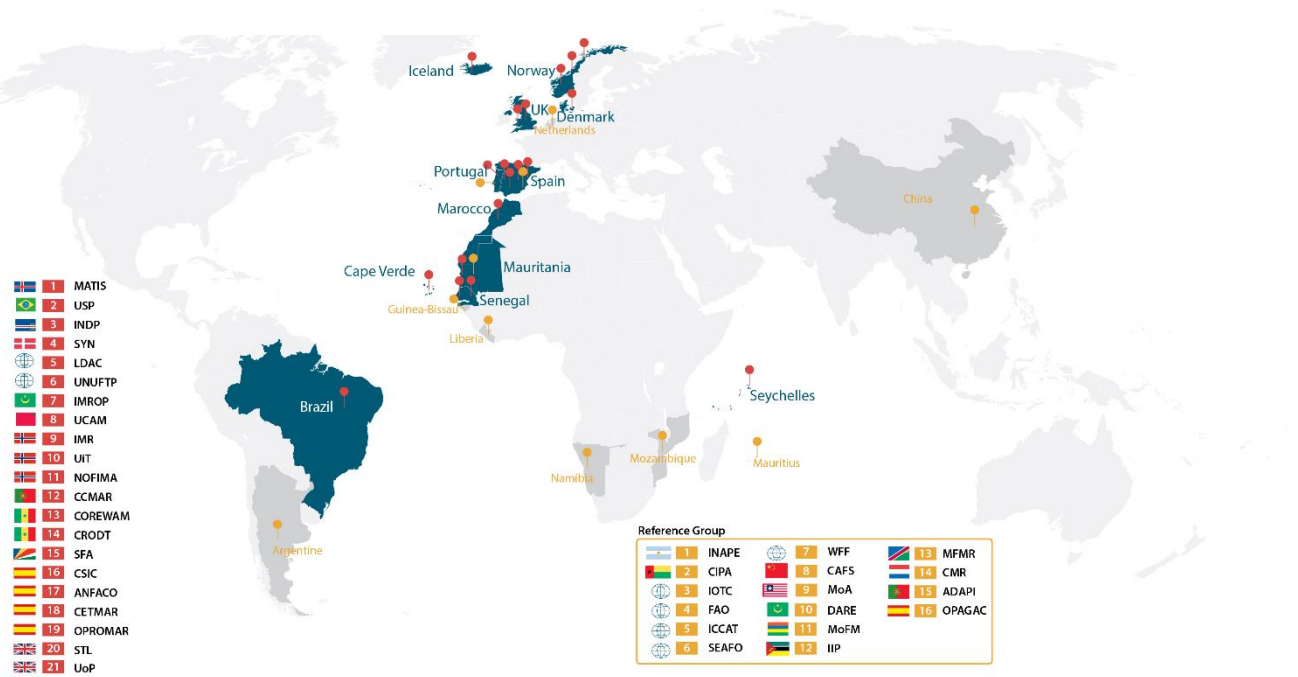 Iceland
Norway
UK
Denmark
Netherlands
Portugal
Spain
Marocco
China
Cape Verde
Mauritania
Guinea-Bissau
Senegal
Liberia
Brazil
Seychelles
Mozambique
Mauritius
Namibia
Argentine
1 MATIS
2 USP
3 INDP
4 SYN
5 LDAC
6 UNUFTP
7 IMROP
8 UCAM
9 IMR
10 UiT
11 NOFIMA
12 CCMAR
13 COREWAM
14 CRODT
15 SFA
16 CSIC
17 ANFACO
18 CETMAR
19 OPROMAR
20 STL
21 UoP
Reference Group
1 INAPE
2 CIPA
3 IOTC
4 FAO
5 ICCAT
6 SEAFO
7 WFF
8 CAFS
9 MoA
10 DARE
11 MoFM
12 IIP
13 MFMR
14 CMR
15 ADAPI
16 OPAGAC